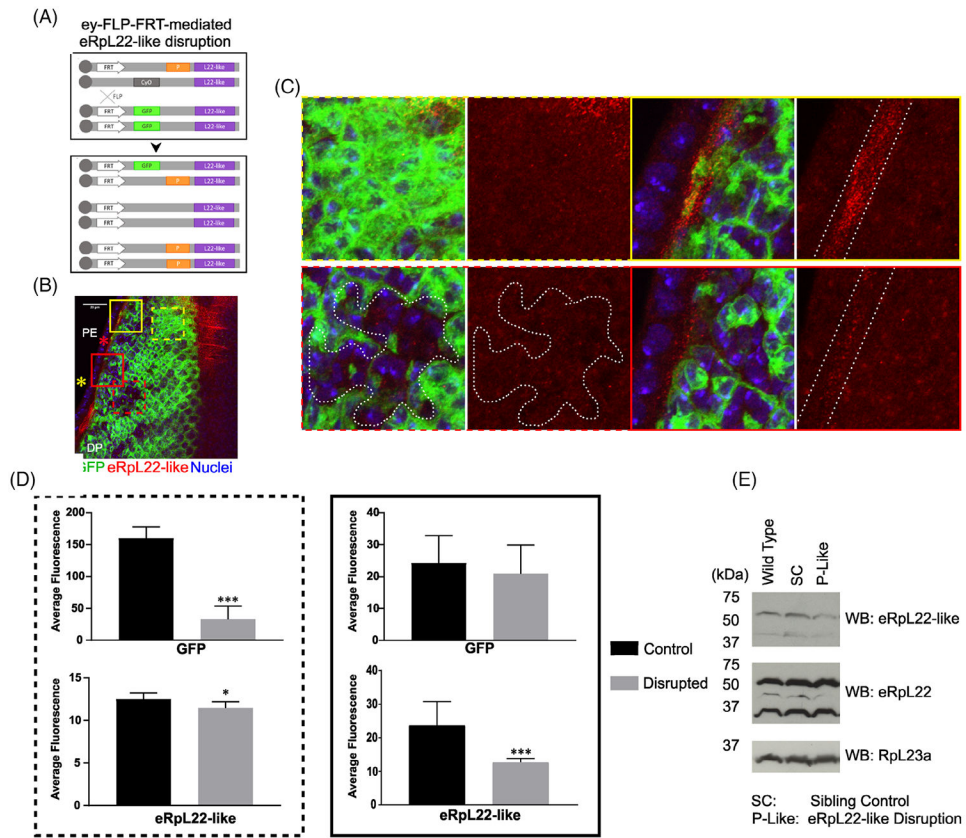 (A)
ey-FLP-FRT-mediated
eRpL22-like disruption
FRT P L22-like
CyO L22-like
FLP
FRT GFP L22-like
FRT GFP L22-like
FRT GFP L22-like
FRT P L22-like
FRT L22-like
FRT L22-like
FRT P L22-like
FRT P L22-like
(B)
PE
*
*
DP
GFP eRpL22-like Nuclei
(C)
(D)
Average Fluorescence
200
150
100
50
0
***
GFP
Average Fluorescence
15
10
5
0
*
eRpL22-like
Average Fluorescence
40
30
20
10
0
GFP
Average Fluorescence
40
30
20
10
0
***
eRpL22-like
Control
Disrupted
(E)
Wild Type
SC
P-Like
(kDa)
75
50
37
WB: eRpL22-like
75
50
37
WB: eRpL22
37
WB: RpL23a
SC: Sibling Control
P-Like: eRpL22-like Disruption